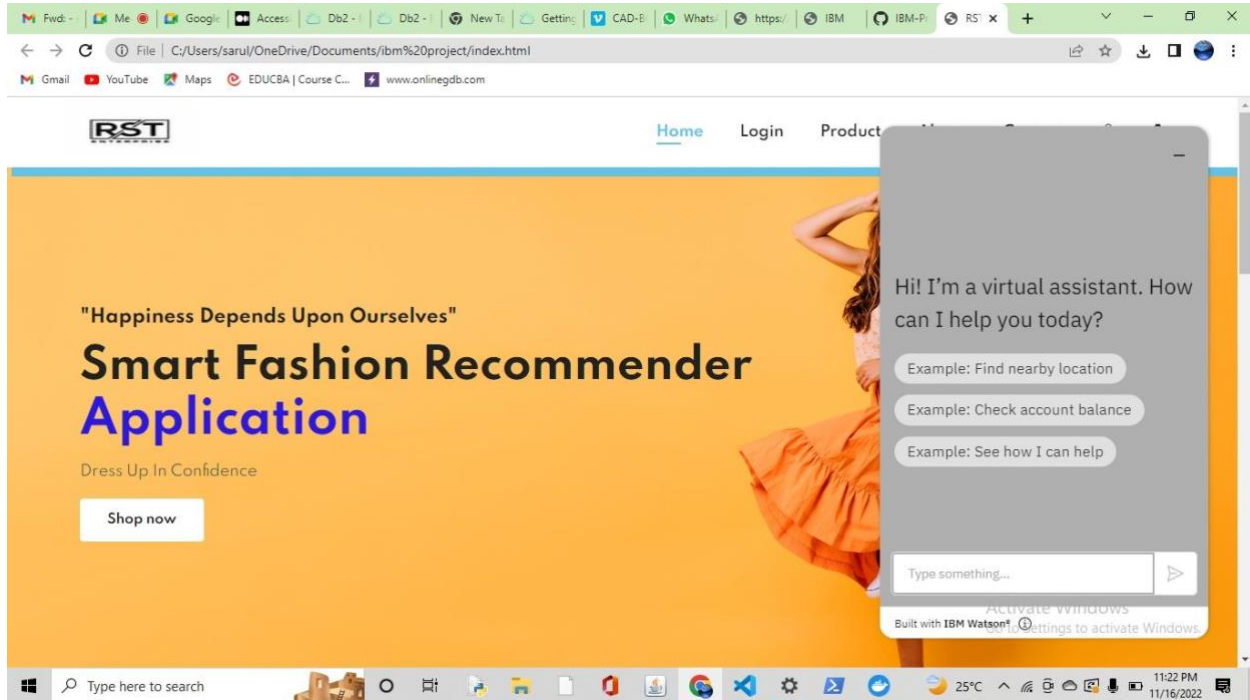 Fwd: -
Me
Google
Access
Db2 -
Db2 -
New Ta
Getting
CAD-B
Whats
https:/
IBM
IBM-Pr
RST
File
C:/Users/sarul/OneDrive/Documents/ibm%20project/index.html
Gmail
YouTube
Maps
EDUCBA | Course C...
www.onlinegdb.com
RST
ENTERPRISE
Home
Login
Product
"Happiness Depends Upon Ourselves"
Smart Fashion Recommender
Application
Dress Up In Confidence
Shop now
Hi! I'm a virtual assistant. How
can I help you today?
Example: Find nearby location
Example: Check account balance
Example: See how I can help
Type something...
Activate Windows
Built with IBM Watson®
Go to Settings to activate Windows.
Type here to search
25°C
11:22 PM
11/16/2022